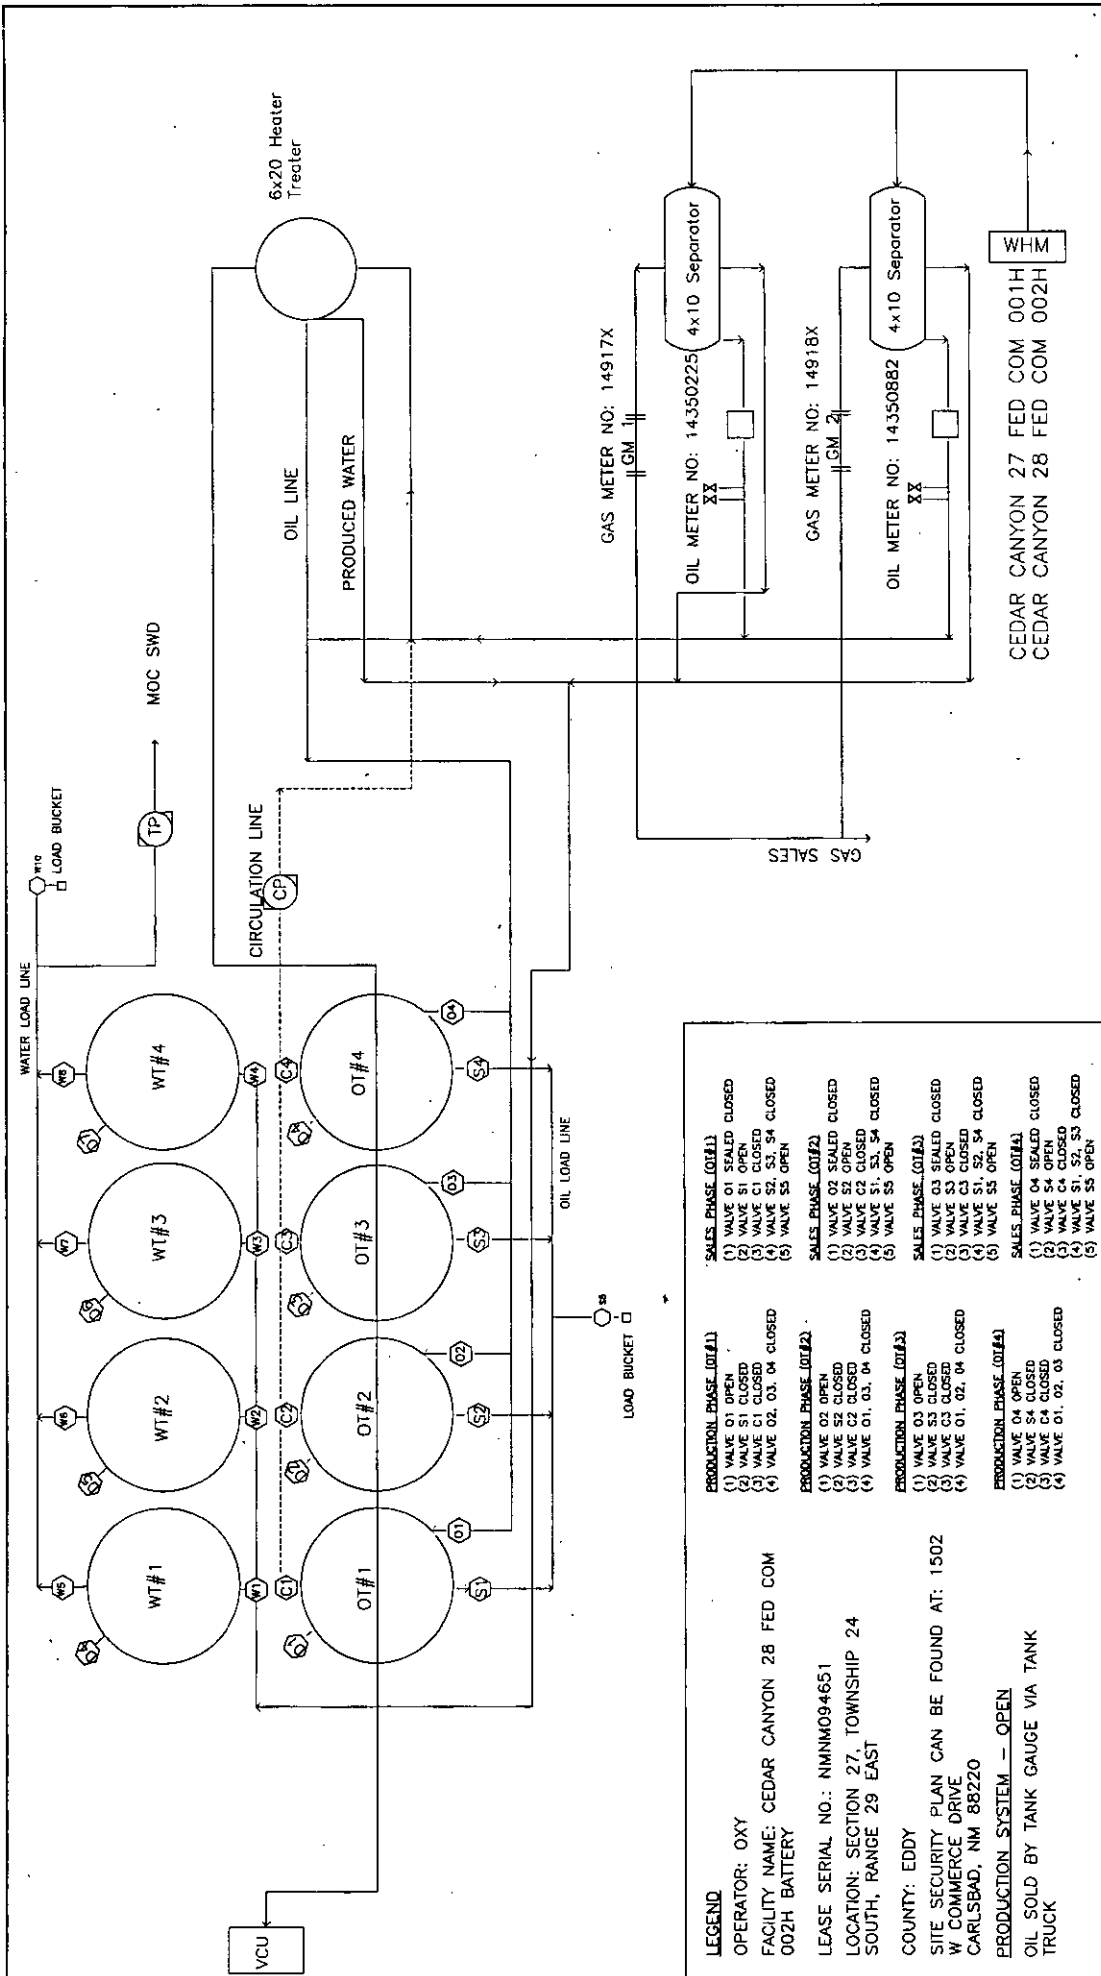 WATER LOAD LINE
W10
LOAD BUCKET
TP
MOC SWD
6x20 Heater
Treater
W5
W6
W7
W8
WT#1
WT#2
WT#3
WT#4
W1
W2
W3
W4
CIRCULATION LINE
CP
C1
C2
C3
C4
OT#1
OT#2
OT#3
OT#4
O1
O2
O3
O4
S1
S2
S3
S4
OIL LOAD LINE
S5
LOAD BUCKET
VCU
OIL LINE
PRODUCED WATER
GAS SALES
GAS METER NO: 14917X
GM 1
4x10 Separator
OIL METER NO: 14350225
GAS METER NO: 14918X
GM 2
4x10 Separator
OIL METER NO: 14350882
WHM
CEDAR CANYON 27 FED COM 001H
CEDAR CANYON 28 FED COM 002H
LEGEND
OPERATOR: OXY
FACILITY NAME: CEDAR CANYON 28 FED COM
002H BATTERY
LEASE SERIAL NO.: NMNM094651
LOCATION: SECTION 27, TOWNSHIP 24
SOUTH, RANGE 29 EAST
COUNTY: EDDY
SITE SECURITY PLAN CAN BE FOUND AT: 1502
W COMMERCE DRIVE
CARLSBAD, NM 88220
PRODUCTION SYSTEM – OPEN
OIL SOLD BY TANK GAUGE VIA TANK
TRUCK
PRODUCTION PHASE (OT#1)
(1) VALVE O1 OPEN
(2) VALVE S1 CLOSED
(3) VALVE C1 CLOSED
(4) VALVE O2, O3, O4 CLOSED
PRODUCTION PHASE (OT#2)
(1) VALVE O2 OPEN
(2) VALVE S2 CLOSED
(3) VALVE C2 CLOSED
(4) VALVE O1, O3, O4 CLOSED
PRODUCTION PHASE (OT#3)
(1) VALVE O3 OPEN
(2) VALVE S3 CLOSED
(3) VALVE C3 CLOSED
(4) VALVE O1, O2, O4 CLOSED
PRODUCTION PHASE (OT#4)
(1) VALVE O4 OPEN
(2) VALVE S4 CLOSED
(3) VALVE C4 CLOSED
(4) VALVE O1, O2, O3 CLOSED
SALES PHASE (OT#1)
(1) VALVE O1 SEALED CLOSED
(2) VALVE S1 OPEN
(3) VALVE C1 CLOSED
(4) VALVE S2, S3, S4 CLOSED
(5) VALVE S5 OPEN
SALES PHASE (OT#2)
(1) VALVE O2 SEALED CLOSED
(2) VALVE S2 OPEN
(3) VALVE C2 CLOSED
(4) VALVE S1, S3, S4 CLOSED
(5) VALVE S5 OPEN
SALES PHASE (OT#3)
(1) VALVE O3 SEALED CLOSED
(2) VALVE S3 OPEN
(3) VALVE C3 CLOSED
(4) VALVE S1, S2, S4 CLOSED
(5) VALVE S5 OPEN
SALES PHASE (OT#4)
(1) VALVE O4 SEALED CLOSED
(2) VALVE S4 OPEN
(3) VALVE C4 CLOSED
(4) VALVE S1, S2, S3 CLOSED
(5) VALVE S5 OPEN